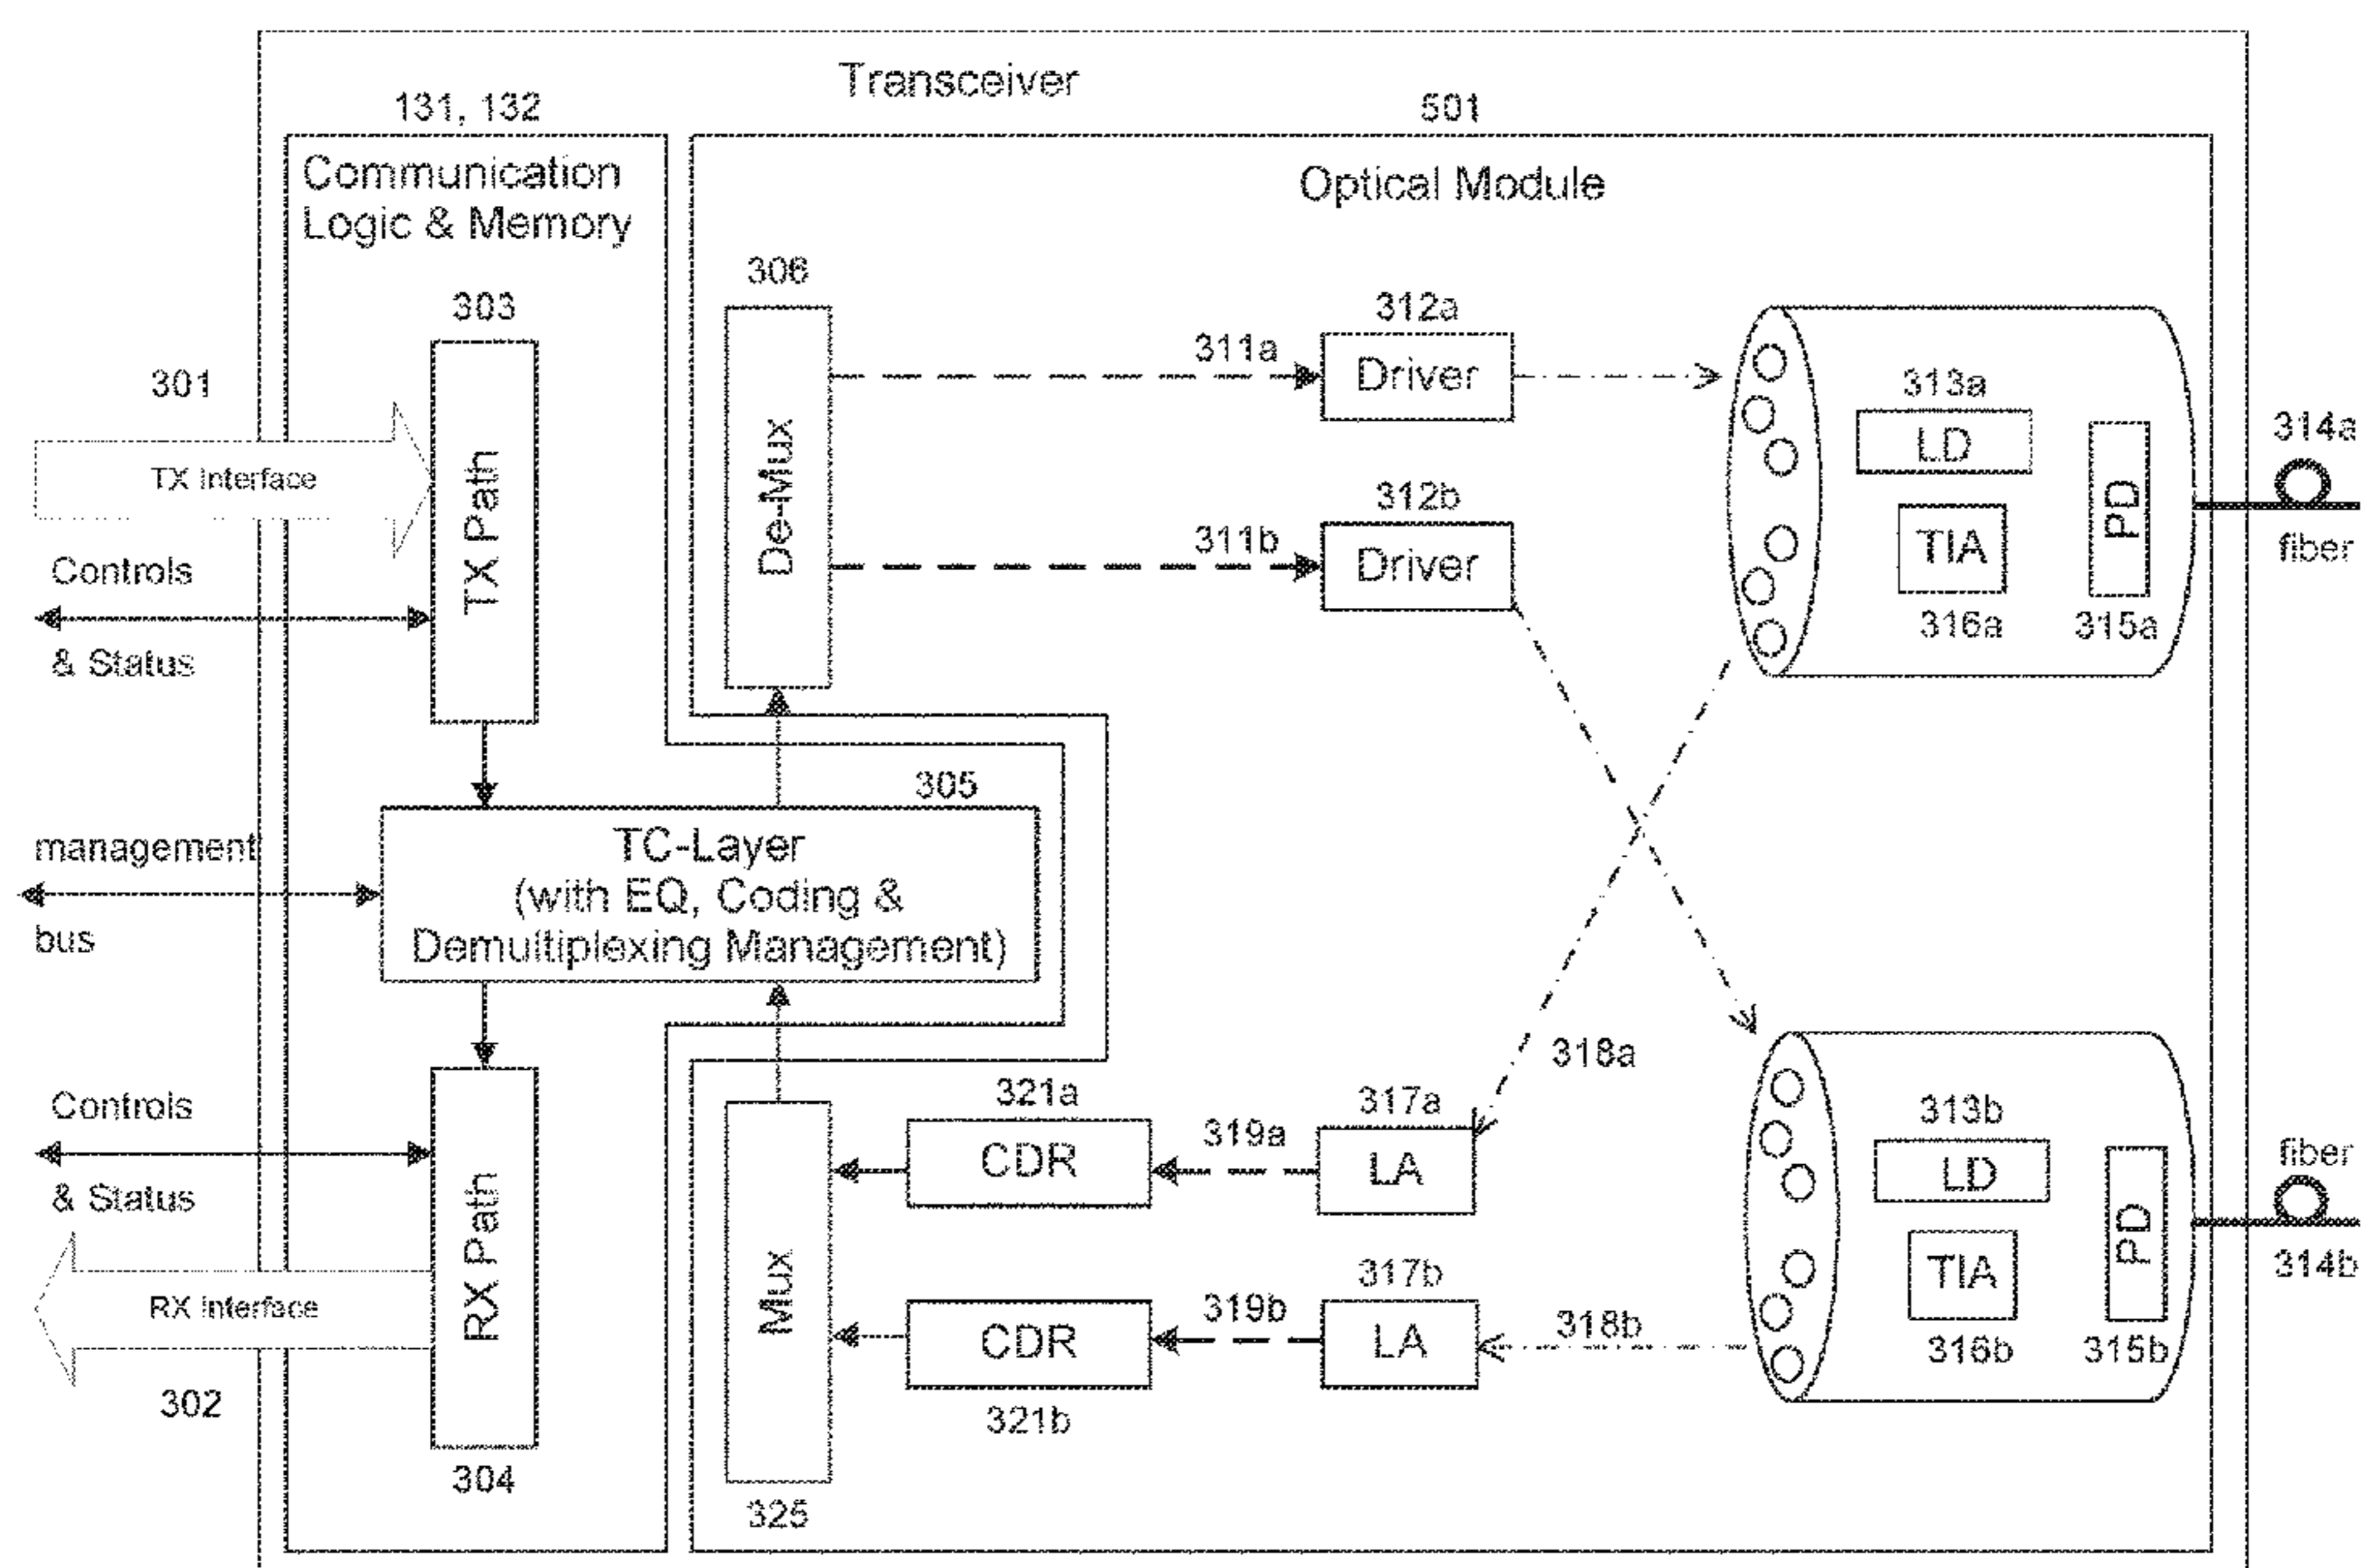 Transceiver
131, 132
501
Communication
Logic & Memory
Optical Module
306
303
312a
311a
Driver
301
313a
LD
314a
TX Interface
TX Path
De-Mux
312b
311b
Driver
TIA
PD
fiber
Controls
& Status
316a
315a
305
management
bus
TC-Layer
(with EQ, Coding &
Demultiplexing Management)
318a
Controls
& Status
321a
CDR
319a
317a
LA
313b
LD
fiber
RX Path
Mux
TIA
PD
314b
RX Interface
302
317b
319b
CDR
LA
318b
316b
315b
321b
304
325